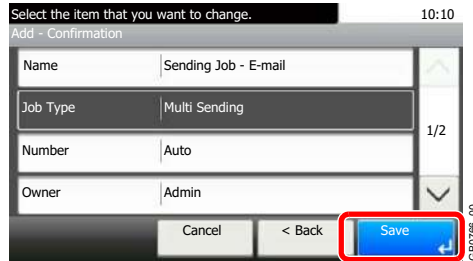 Select the item that you want to change. 10:10
Add - Confirmation
Name Sending Job - E-mail
Job Type Multi Sending
1/2
Number Auto
Owner Admin
Cancel < Back Save